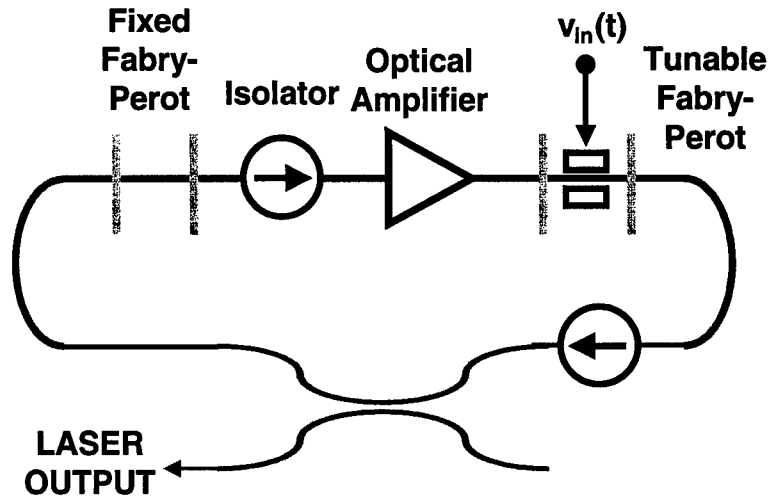 Fixed
Fabry-
Perot
Isolator
Optical
Amplifier
v_in(t)
Tunable
Fabry-
Perot
LASER
OUTPUT